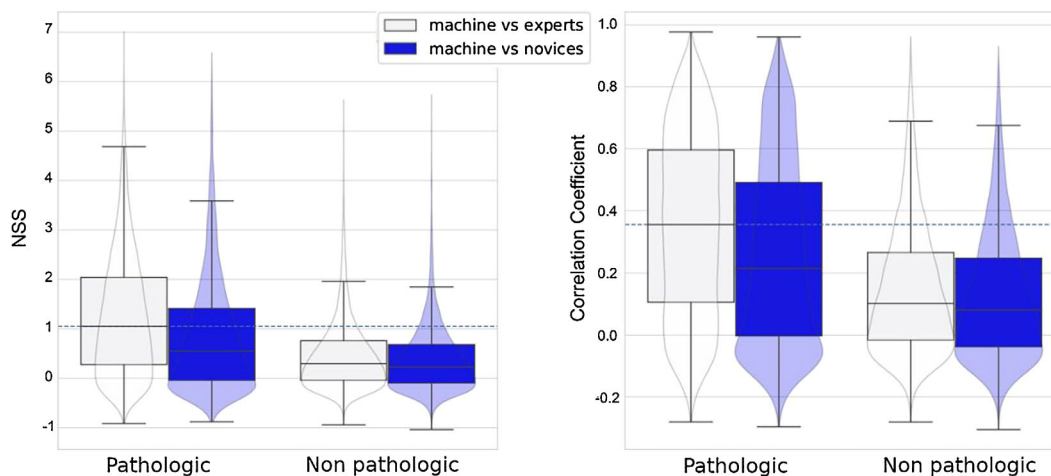 machine vs experts
machine vs novices
NSS
7
6
5
4
3
2
1
0
-1
Pathologic
Non pathologic
Correlation Coefficient
1.0
0.8
0.6
0.4
0.2
0.0
-0.2
Pathologic
Non pathologic